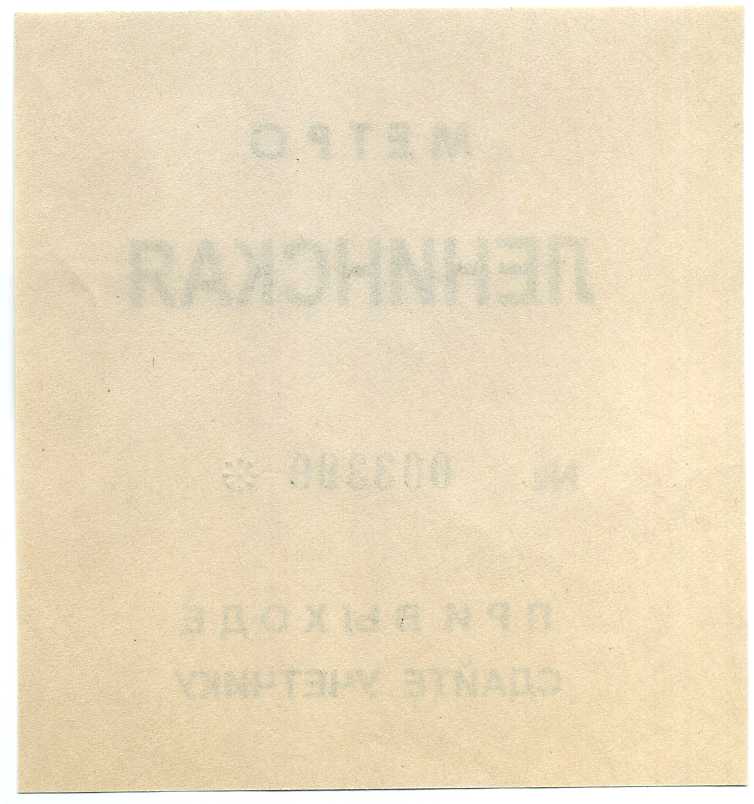 МЕТРО
ЛЕНИНСКАЯ
№
ПРИ ВЫХОДЕ
СДАЙТЕ УЧЕТЧИКУ